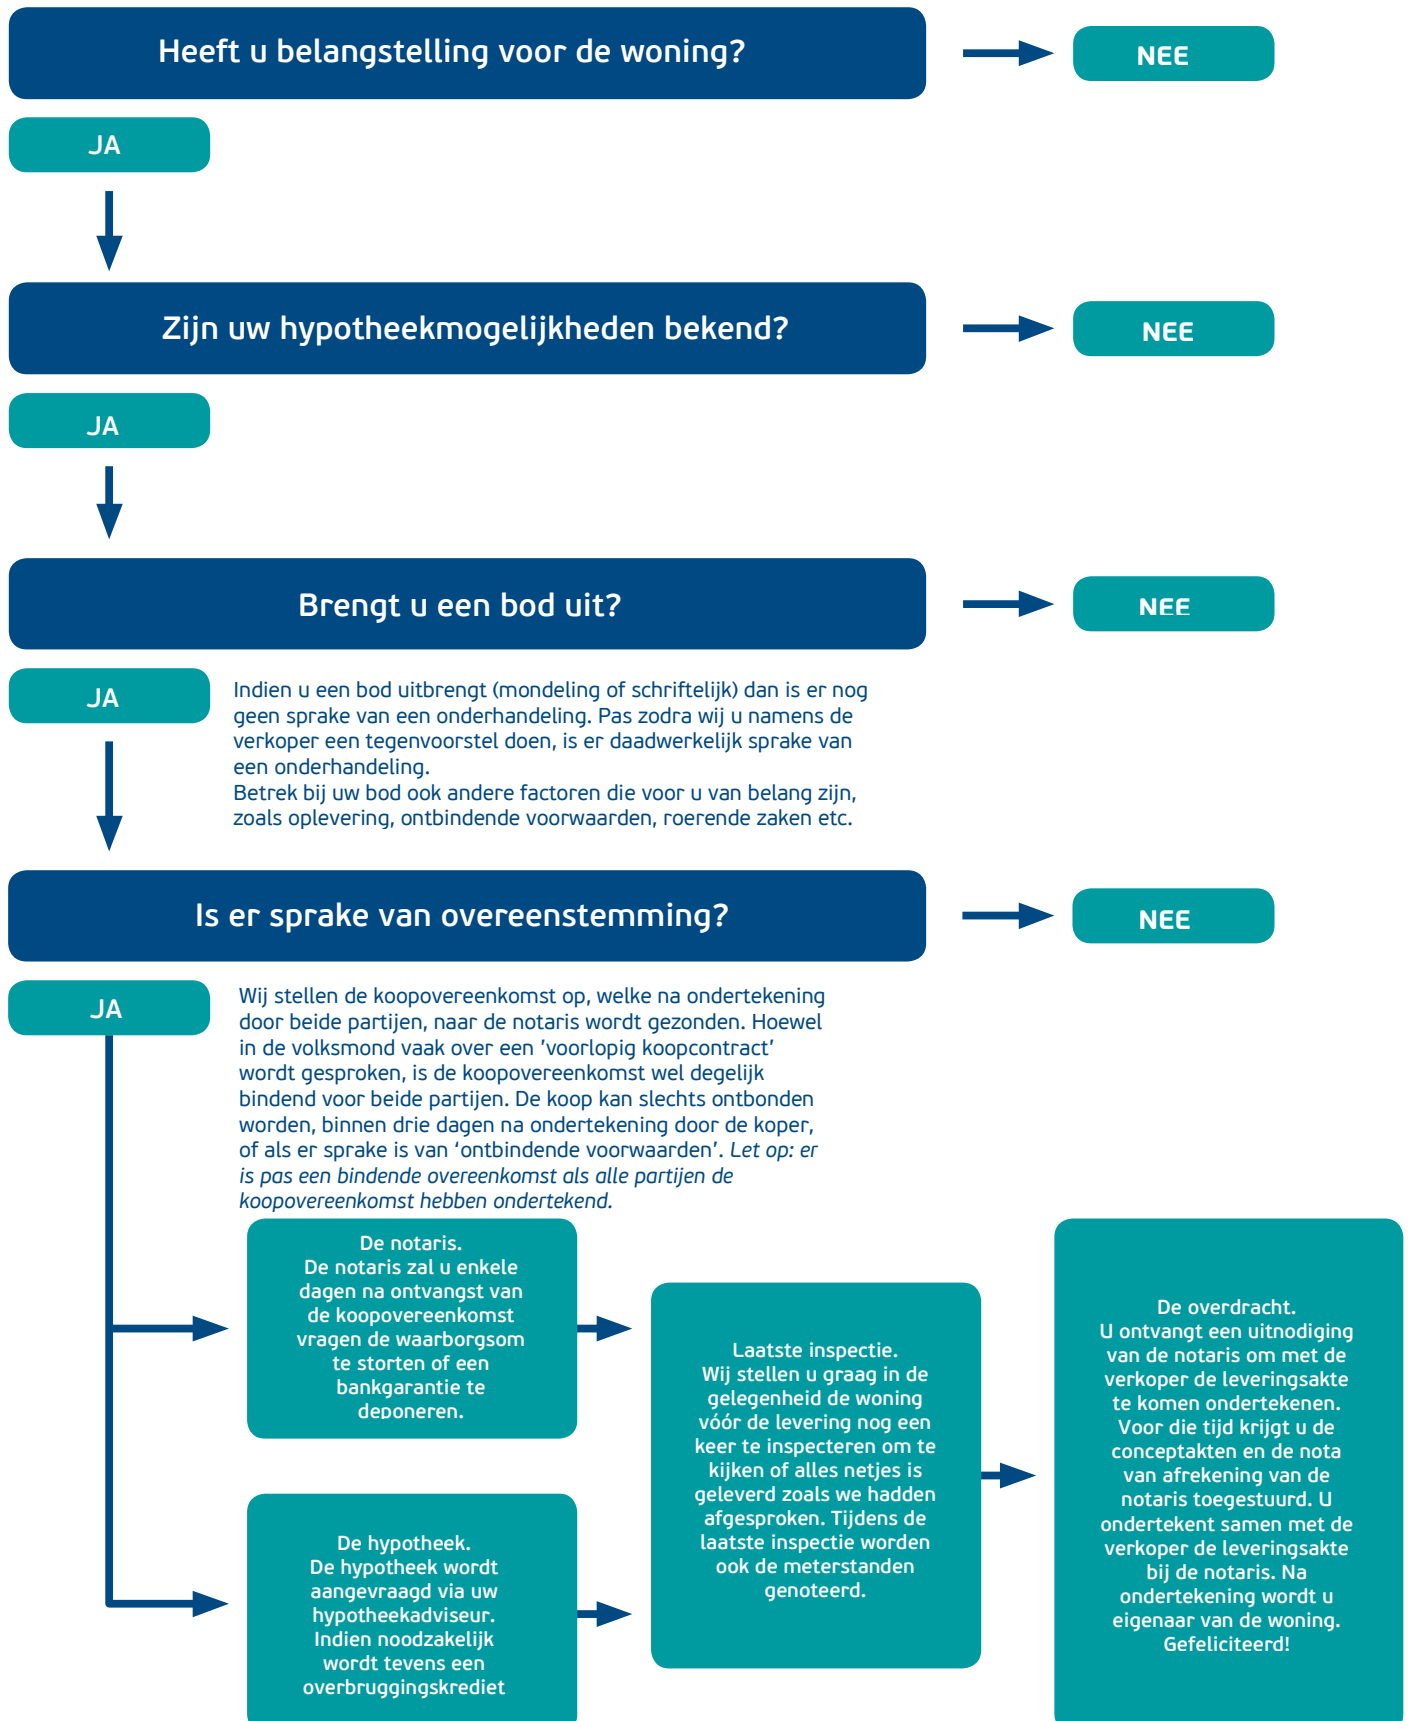 Heeft u belangstelling voor de woning?
NEE
JA
Zijn uw hypotheekmogelijkheden bekend?
NEE
JA
Brengt u een bod uit?
NEE
JA
Indien u een bod uitbrengt (mondeling of schriftelijk) dan is er nog
geen sprake van een onderhandeling. Pas zodra wij u namens de
verkoper een tegenvoorstel doen, is er daadwerkelijk sprake van
een onderhandeling.
Betrek bij uw bod ook andere factoren die voor u van belang zijn,
zoals oplevering, ontbindende voorwaarden, roerende zaken etc.
Is er sprake van overeenstemming?
NEE
JA
Wij stellen de koopovereenkomst op, welke na ondertekening
door beide partijen, naar de notaris wordt gezonden. Hoewel
in de volksmond vaak over een 'voorlopig koopcontract'
wordt gesproken, is de koopovereenkomst wel degelijk
bindend voor beide partijen. De koop kan slechts ontbonden
worden, binnen drie dagen na ondertekening door de koper,
of als er sprake is van ‘ontbindende voorwaarden’. Let op: er
is pas een bindende overeenkomst als alle partijen de
koopovereenkomst hebben ondertekend.
De notaris.
De notaris zal u enkele
dagen na ontvangst van
de koopovereenkomst
vragen de waarborgsom
te storten of een
bankgarantie te
deponeren.
De hypotheek.
De hypotheek wordt
aangevraagd via uw
hypotheekadviseur.
Indien noodzakelijk
wordt tevens een
overbruggingskrediet
Laatste inspectie.
Wij stellen u graag in de
gelegenheid de woning
vóór de levering nog een
keer te inspecteren om te
kijken of alles netjes is
geleverd zoals we hadden
afgesproken. Tijdens de
laatste inspectie worden
ook de meterstanden
genoteerd.
De overdracht.
U ontvangt een uitnodiging
van de notaris om met de
verkoper de leveringsakte
te komen ondertekenen.
Voor die tijd krijgt u de
conceptakten en de nota
van afrekening van de
notaris toegestuurd. U
ondertekent samen met de
verkoper de leveringsakte
bij de notaris. Na
ondertekening wordt u
eigenaar van de woning.
Gefeliciteerd!